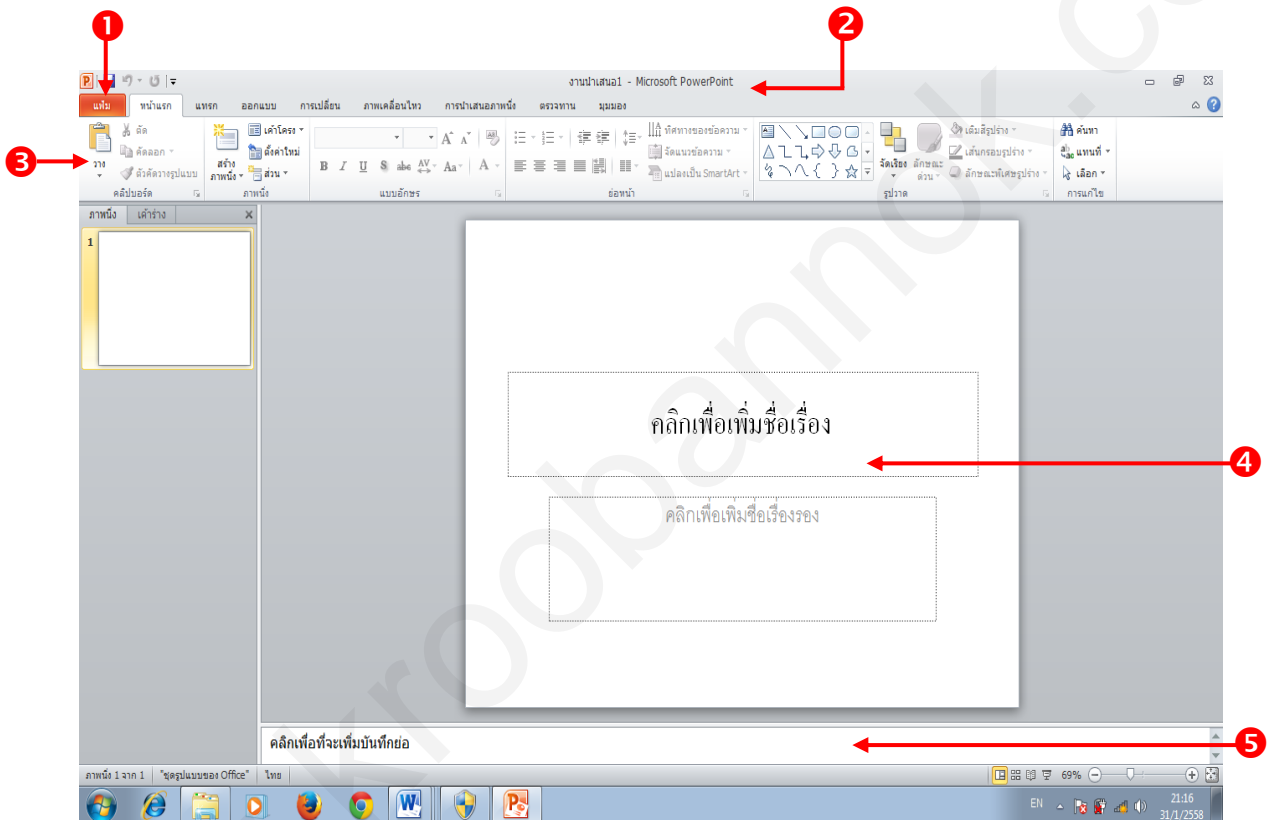 1
2
งานนำเสนอ1 - Microsoft PowerPoint
แฟ้ม หน้าแรก แทรก ออกแบบ การเปลี่ยน ภาพเคลื่อนไหว การนำเสนอภาพนิ่ง ตรวจทาน มุมมอง
3
วาง
ตัด
คัดลอก
ตัวคัดวางรูปแบบ
คลิปบอร์ด
สร้าง
ภาพนิ่ง
เค้าโครง
ตั้งค่าใหม่
ส่วน
ภาพนิ่ง
B I U S abc AV Aa A
แบบอักษร
ทิศทางของข้อความ
จัดแนวข้อความ
แปลงเป็น SmartArt
ย่อหน้า
จัดเรียง
ลักษณะ
ด่วน
เติมสีรูปร่าง
เส้นกรอบรูปร่าง
ลักษณะพิเศษรูปร่าง
รูปวาด
ค้นหา
แทนที่
เลือก
การแก้ไข
ภาพนิ่ง เค้าร่าง
1
คลิกเพื่อเพิ่มชื่อเรื่อง
4
คลิกเพื่อเพิ่มชื่อเรื่องรอง
คลิกเพื่อที่จะเพิ่มบันทึกย่อ
5
ภาพนิ่ง 1 จาก 1 "ชุดรูปแบบของ Office" ไทย 69%
EN 21:16
31/1/2558
kroobannok.c